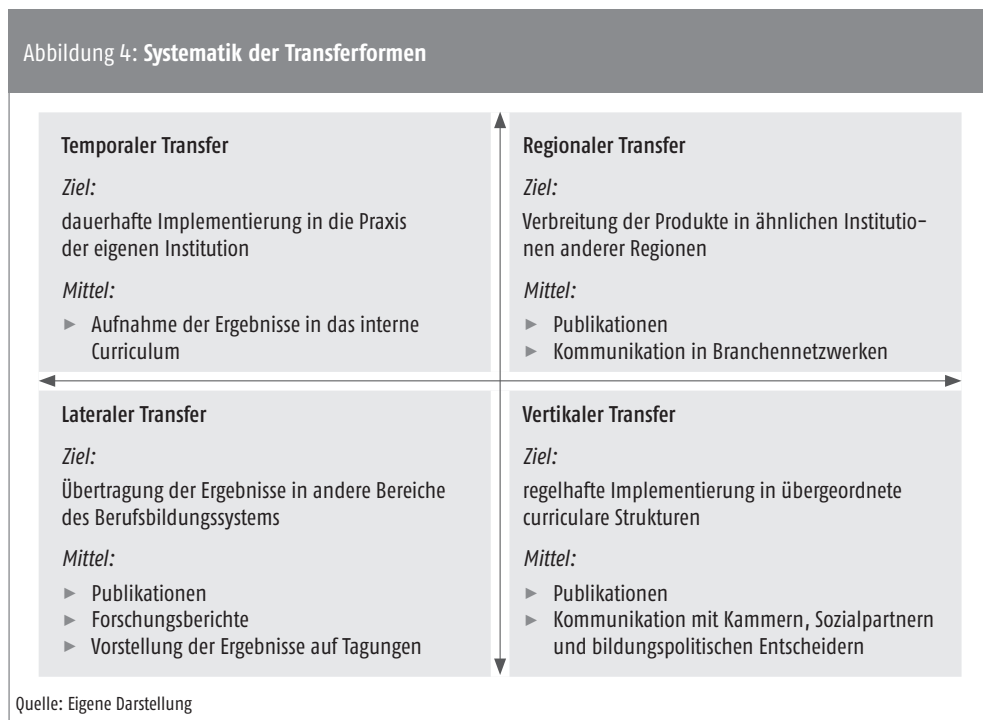 Abbildung 4: Systematik der Transferformen
Temporaler Transfer
Ziel:
dauerhafte Implementierung in die Praxis
der eigenen Institution
Mittel:
► Aufnahme der Ergebnisse in das interne
Curriculum
Regionaler Transfer
Ziel:
Verbreitung der Produkte in ähnlichen Institutio-
nen anderer Regionen
Mittel:
► Publikationen
► Kommunikation in Branchennetzwerken
Lateraler Transfer
Ziel:
Übertragung der Ergebnisse in andere Bereiche
des Berufsbildungssystems
Mittel:
► Publikationen
► Forschungsberichte
► Vorstellung der Ergebnisse auf Tagungen
Vertikaler Transfer
Ziel:
regelhafte Implementierung in übergeordnete
curriculare Strukturen
Mittel:
► Publikationen
► Kommunikation mit Kammern, Sozialpartnern
und bildungspolitischen Entscheidern
Quelle: Eigene Darstellung